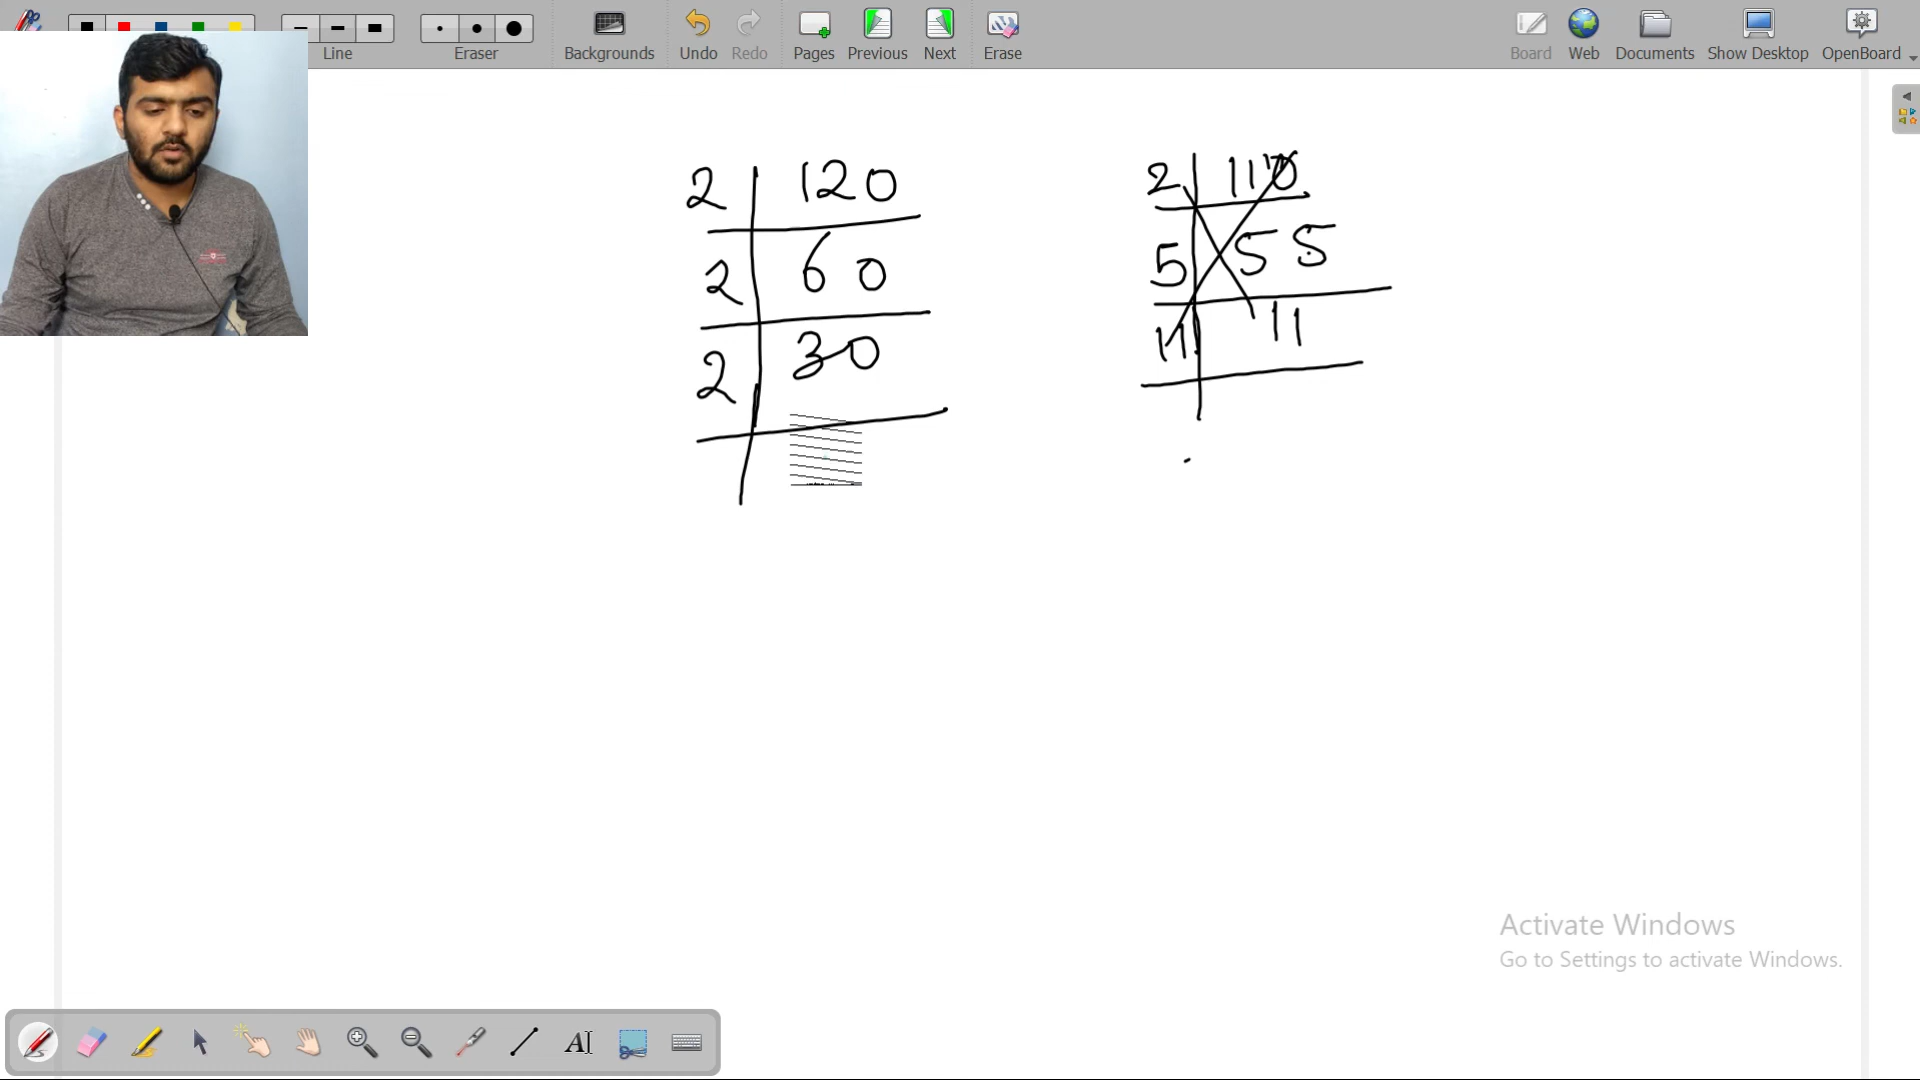 Line
Eraser
Backgrounds
Undo
Redo
Pages
Previous
Next
Erase
Board
Web
Documents
Show Desktop
OpenBoard
2 | 120
2 | 60
2 | 30
2 | 110
5 | 55
11 | 11
Activate Windows
Go to Settings to activate Windows.
AI